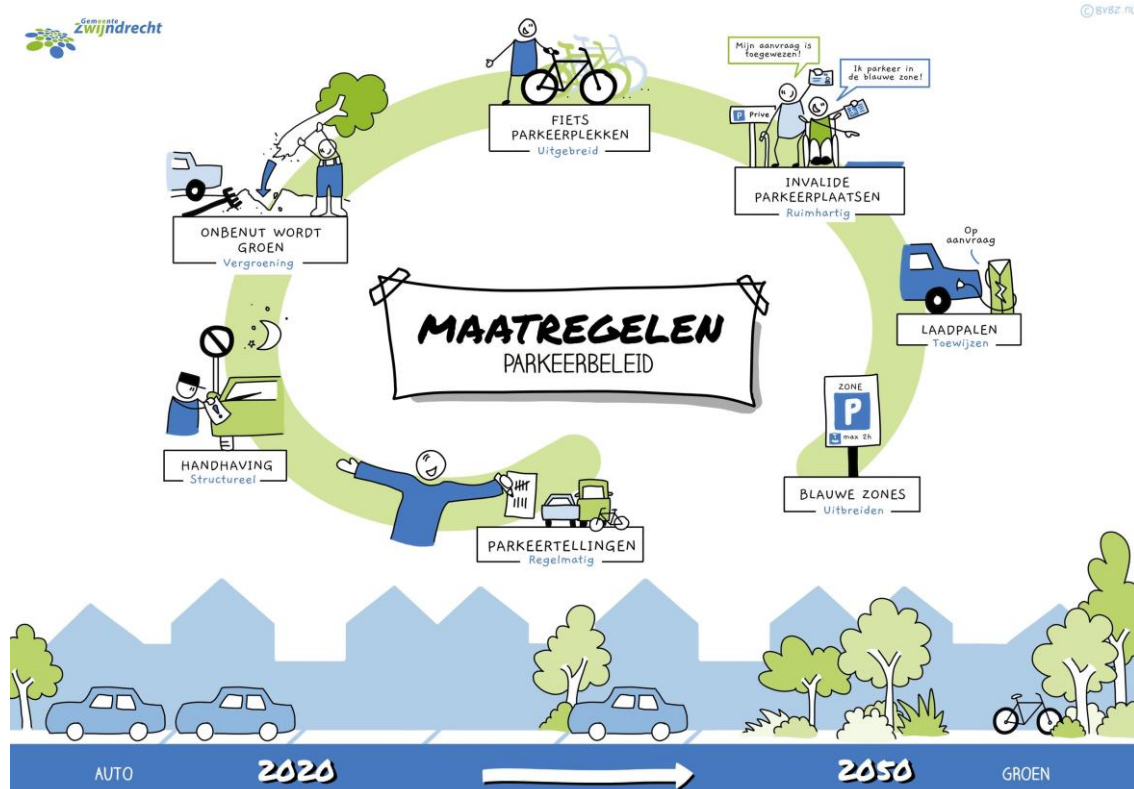 Gemeente
Zwijndrecht
© BVBZ.NL
Mijn aanvraag is
toegewezen!
Ik parkeer in
de blauwe zone!
P Prive
FIETS
PARKEERPLEKKEN
Uitgebreid
INVALIDE
PARKEERPLAATSEN
Ruimhartig
ONBENUT WORDT
GROEN
Vergroening
Op
aanvraag
LAADPALEN
Toewijzen
MAATREGELEN
PARKEERBELEID
ZONE
P
max 2h
HANDHAVING
Structureel
BLAUWE ZONES
Uitbreiden
PARKEERTELLINGEN
Regelmatig
AUTO
2020
2050
GROEN